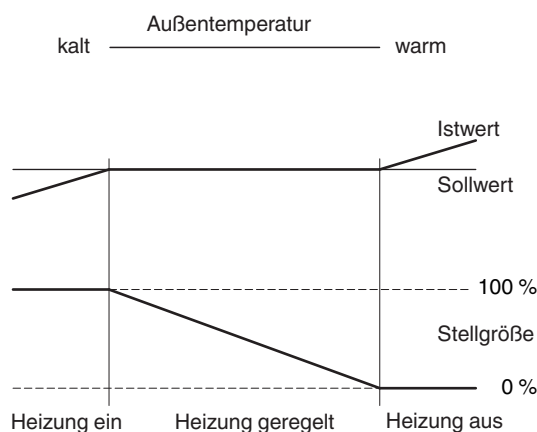 Außentemperatur
kalt
warm
Istwert
Sollwert
100 %
Stellgröße
0 %
Heizung ein
Heizung geregelt
Heizung aus